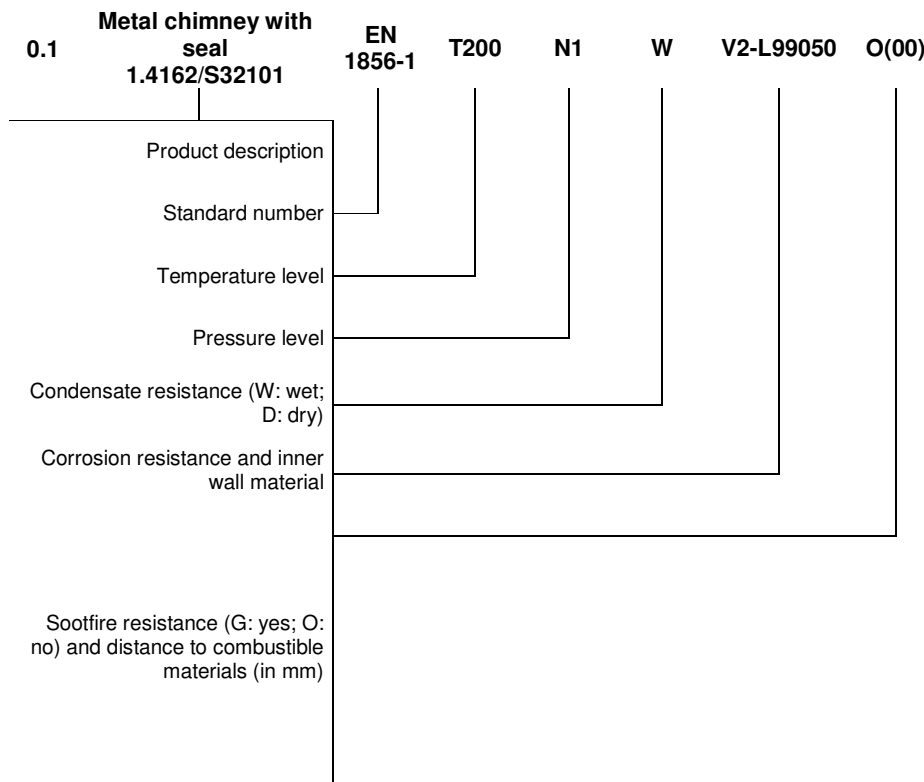 0.1
Metal chimney with
seal
1.4162/S32101
EN
1856-1
T200
N1
W
V2-L99050
O(00)
Product description
Standard number
Temperature level
Pressure level
Condensate resistance (W: wet;
D: dry)
Corrosion resistance and inner
wall material
Sootfire resistance (G: yes; O:
no) and distance to combustible
materials (in mm)